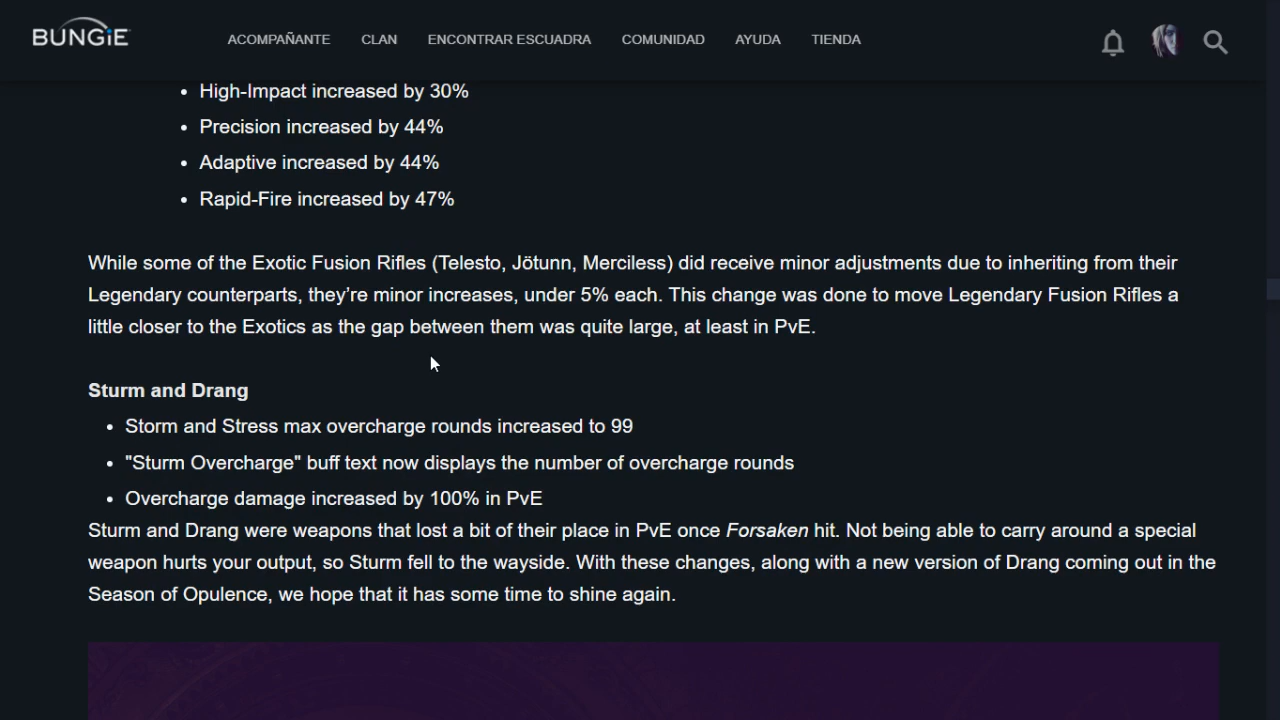 BUNGiE
ACOMPAÑANTE CLAN ENCONTRAR ESCUADRA COMUNIDAD AYUDA TIENDA
• High-Impact increased by 30%
• Precision increased by 44%
• Adaptive increased by 44%
• Rapid-Fire increased by 47%
While some of the Exotic Fusion Rifles (Telesto, Jötunn, Merciless) did receive minor adjustments due to inheriting from their
Legendary counterparts, they’re minor increases, under 5% each. This change was done to move Legendary Fusion Rifles a
little closer to the Exotics as the gap between them was quite large, at least in PvE.
Sturm and Drang
• Storm and Stress max overcharge rounds increased to 99
• "Sturm Overcharge" buff text now displays the number of overcharge rounds
• Overcharge damage increased by 100% in PvE
Sturm and Drang were weapons that lost a bit of their place in PvE once Forsaken hit. Not being able to carry around a special
weapon hurts your output, so Sturm fell to the wayside. With these changes, along with a new version of Drang coming out in the
Season of Opulence, we hope that it has some time to shine again.